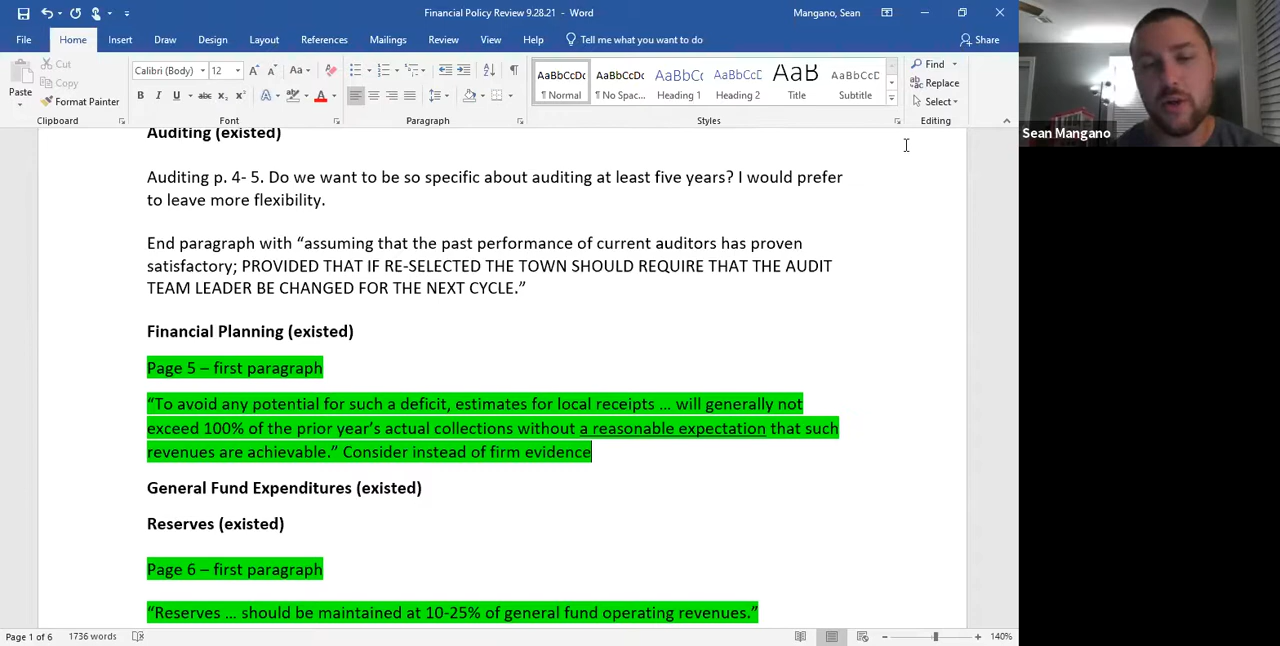 Financial Policy Review 9.28.21 - Word
Mangano, Sean
File Home Insert Draw Design Layout References Mailings Review View Help Tell me what you want to do Share
Paste
Cut
Copy
Format Painter
Clipboard
Calibri (Body) 12
Font
Paragraph
AaBbCcDc AaBbCcDc AaBbC AaBbCcD AaB AaBbCcD
¶ Normal ¶ No Spac... Heading 1 Heading 2 Title Subtitle
Styles
Find
Replace
Select
Editing
Sean Mangano
Auditing (existed)
Auditing p. 4- 5. Do we want to be so specific about auditing at least five years? I would prefer
to leave more flexibility.
End paragraph with “assuming that the past performance of current auditors has proven
satisfactory; PROVIDED THAT IF RE-SELECTED THE TOWN SHOULD REQUIRE THAT THE AUDIT
TEAM LEADER BE CHANGED FOR THE NEXT CYCLE.”
Financial Planning (existed)
Page 5 – first paragraph
“To avoid any potential for such a deficit, estimates for local receipts … will generally not
exceed 100% of the prior year’s actual collections without a reasonable expectation that such
revenues are achievable.” Consider instead of firm evidence
General Fund Expenditures (existed)
Reserves (existed)
Page 6 – first paragraph
“Reserves … should be maintained at 10-25% of general fund operating revenues.”
Page 1 of 6 1736 words 140%